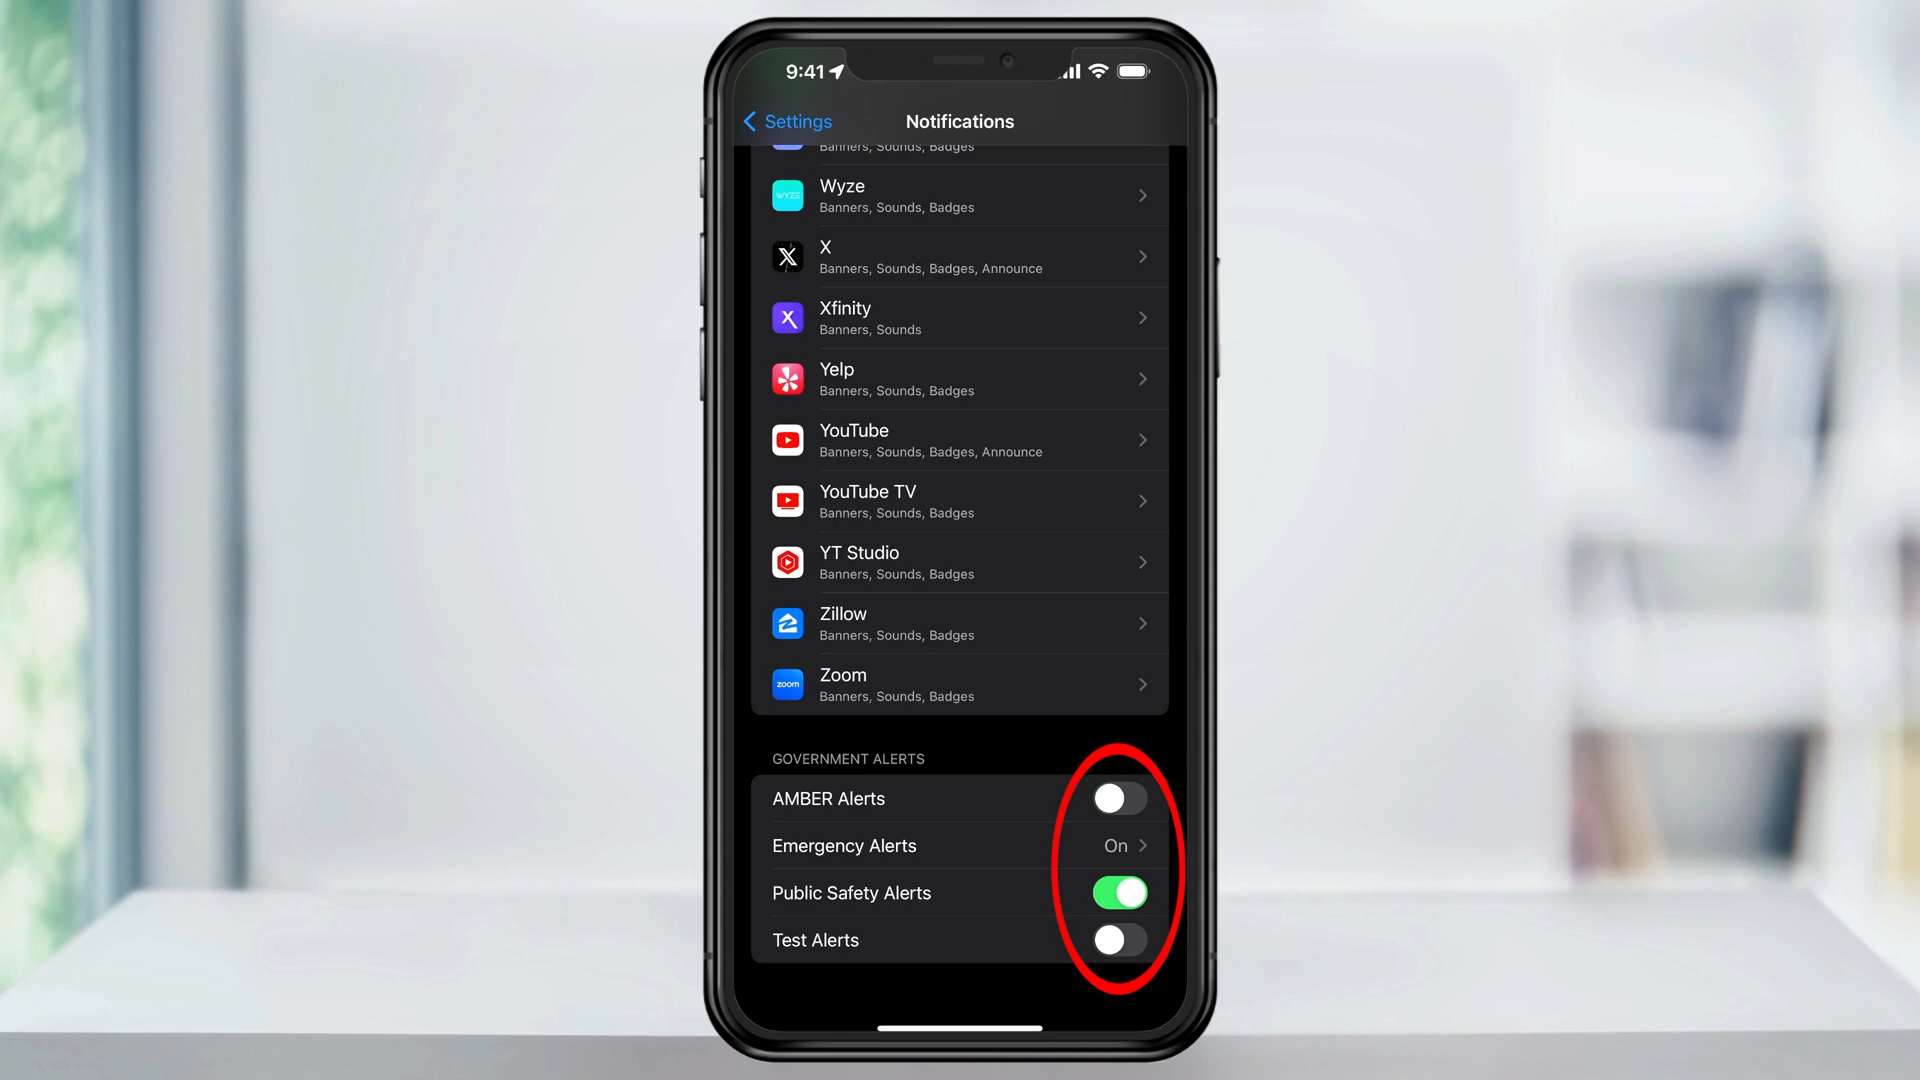 9:41
Settings
Notifications
Banners, Sounds, Badges
WYZE
Wyze
Banners, Sounds, Badges
X
X
Banners, Sounds, Badges, Announce
X
Xfinity
Banners, Sounds
Yelp
Banners, Sounds, Badges
YouTube
Banners, Sounds, Badges, Announce
YouTube TV
Banners, Sounds, Badges
YT Studio
Banners, Sounds, Badges
Zillow
Banners, Sounds, Badges
zoom
Zoom
Banners, Sounds, Badges
GOVERNMENT ALERTS
AMBER Alerts
Emergency Alerts
On
Public Safety Alerts
Test Alerts